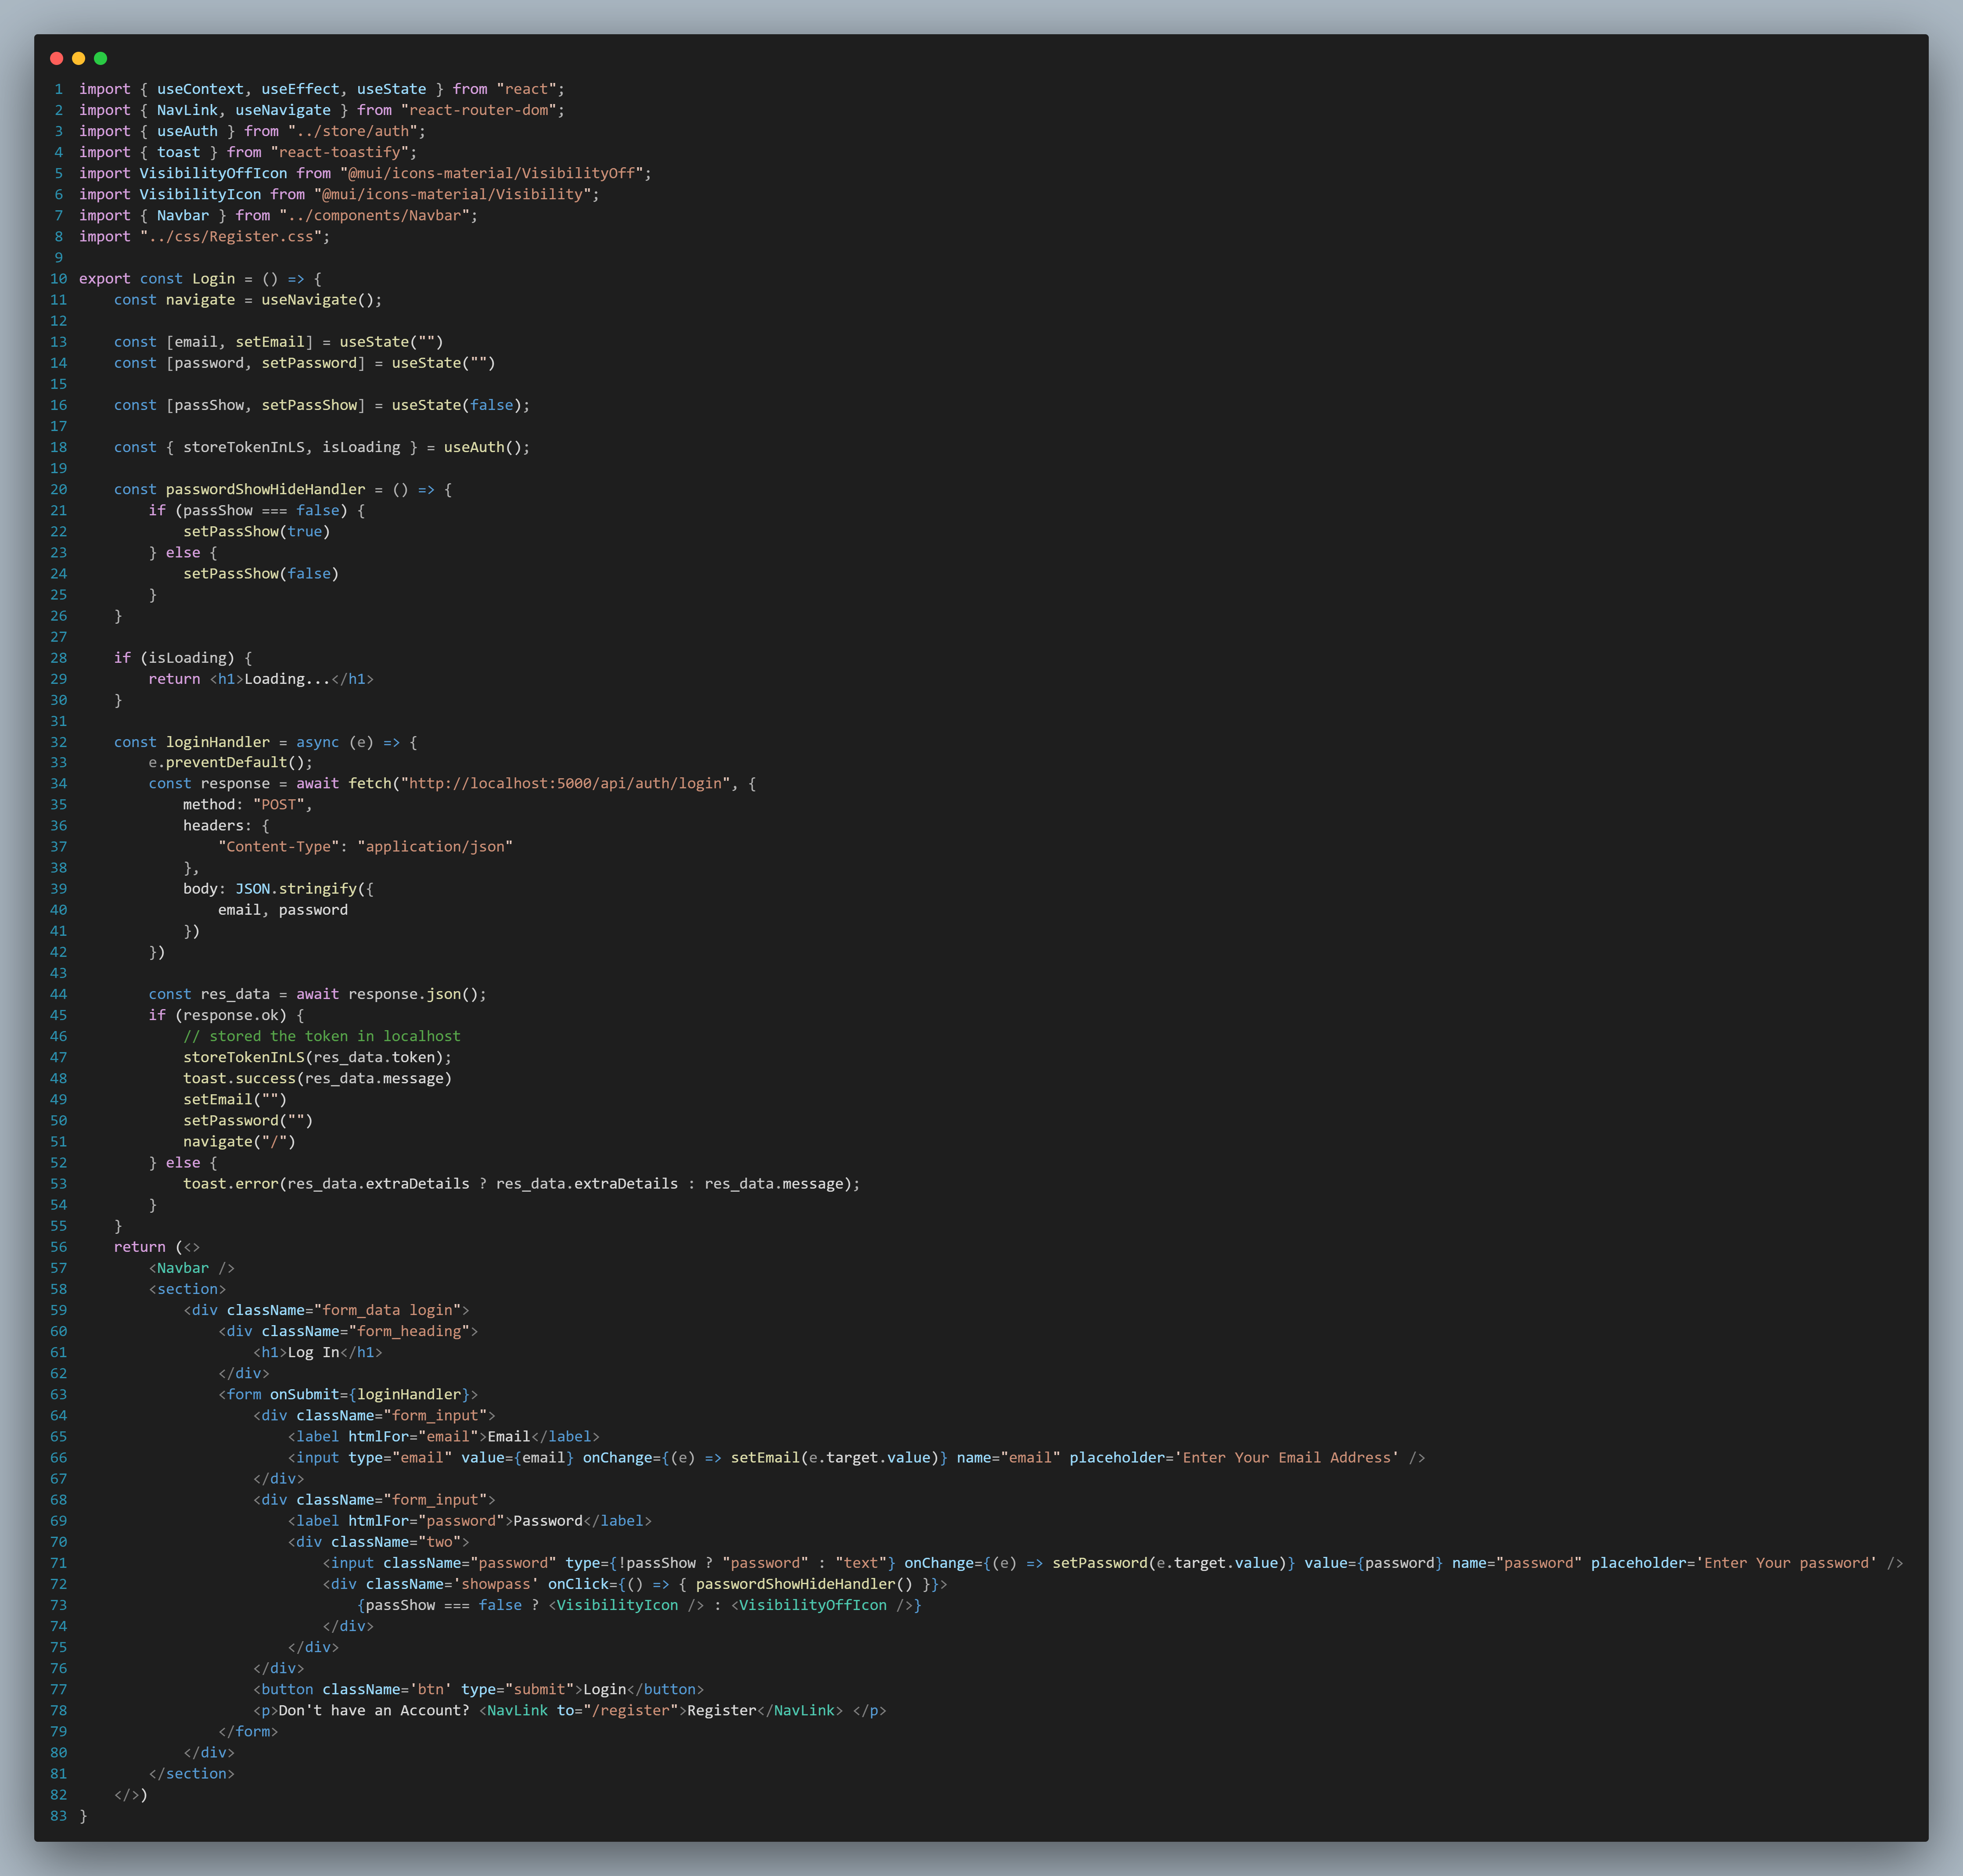 1 import { useContext, useEffect, useState } from "react";
2 import { NavLink, useNavigate } from "react-router-dom";
3 import { useAuth } from "../store/auth";
4 import { toast } from "react-toastify";
5 import VisibilityOffIcon from "@mui/icons-material/VisibilityOff";
6 import VisibilityIcon from "@mui/icons-material/Visibility";
7 import { Navbar } from "../components/Navbar";
8 import "../css/Register.css";
9
10 export const Login = () => {
11     const navigate = useNavigate();
12
13     const [email, setEmail] = useState("")
14     const [password, setPassword] = useState("")
15
16     const [passShow, setPassShow] = useState(false);
17
18     const { storeTokenInLS, isLoading } = useAuth();
19
20     const passwordShowHideHandler = () => {
21         if (passShow === false) {
22             setPassShow(true)
23         } else {
24             setPassShow(false)
25         }
26     }
27
28     if (isLoading) {
29         return <h1>Loading...</h1>
30     }
31
32     const loginHandler = async (e) => {
33         e.preventDefault();
34         const response = await fetch("http://localhost:5000/api/auth/login", {
35             method: "POST",
36             headers: {
37                 "Content-Type": "application/json"
38             },
39             body: JSON.stringify({
40                 email, password
41             })
42         })
43
44         const res_data = await response.json();
45         if (response.ok) {
46             // stored the token in localhost
47             storeTokenInLS(res_data.token);
48             toast.success(res_data.message)
49             setEmail("")
50             setPassword("")
51             navigate("/")
52         } else {
53             toast.error(res_data.extraDetails ? res_data.extraDetails : res_data.message);
54         }
55     }
56     return (<>
57         <Navbar />
58         <section>
59             <div className="form_data login">
60                 <div className="form_heading">
61                     <h1>Log In</h1>
62                 </div>
63                 <form onSubmit={loginHandler}>
64                     <div className="form_input">
65                         <label htmlFor="email">Email</label>
66                         <input type="email" value={email} onChange={(e) => setEmail(e.target.value)} name="email" placeholder='Enter Your Email Address' />
67                     </div>
68                     <div className="form_input">
69                         <label htmlFor="password">Password</label>
70                         <div className="two">
71                             <input className="password" type={!passShow ? "password" : "text"} onChange={(e) => setPassword(e.target.value)} value={password} name="password" placeholder='Enter Your password' />
72                             <div className='showpass' onClick={() => { passwordShowHideHandler() }}>
73                                 {passShow === false ? <VisibilityIcon /> : <VisibilityOffIcon />}
74                             </div>
75                         </div>
76                     </div>
77                     <button className='btn' type="submit">Login</button>
78                     <p>Don't have an Account? <NavLink to="/register">Register</NavLink> </p>
79                 </form>
80             </div>
81         </section>
82     </>)
83 }